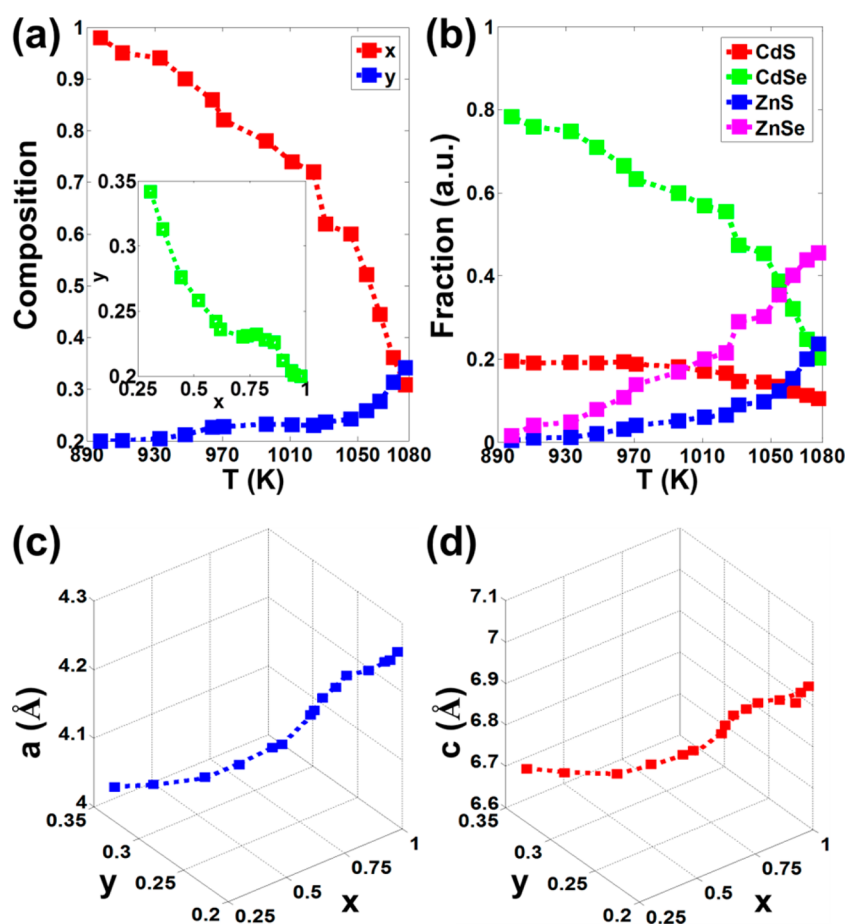 (a)
Composition
1
0.9
0.8
0.7
0.6
0.5
0.4
0.3
0.2
x
y
0.35
0.3
0.25
0.2
y
0.25 0.5 0.75 1
x
890 930 970 1010 1050 1080
T (K)
(b)
Fraction (a.u.)
1
0.8
0.6
0.4
0.2
0
CdS
CdSe
ZnS
ZnSe
890 930 970 1010 1050 1080
T (K)
(c)
a (Å)
4.3
4.2
4.1
4
0.35
0.3
0.25
0.2
y
0.25
0.5
0.75
1
x
(d)
c (Å)
7.1
7
6.9
6.8
6.7
6.6
0.35
0.3
0.25
0.2
y
0.25
0.5
0.75
1
x